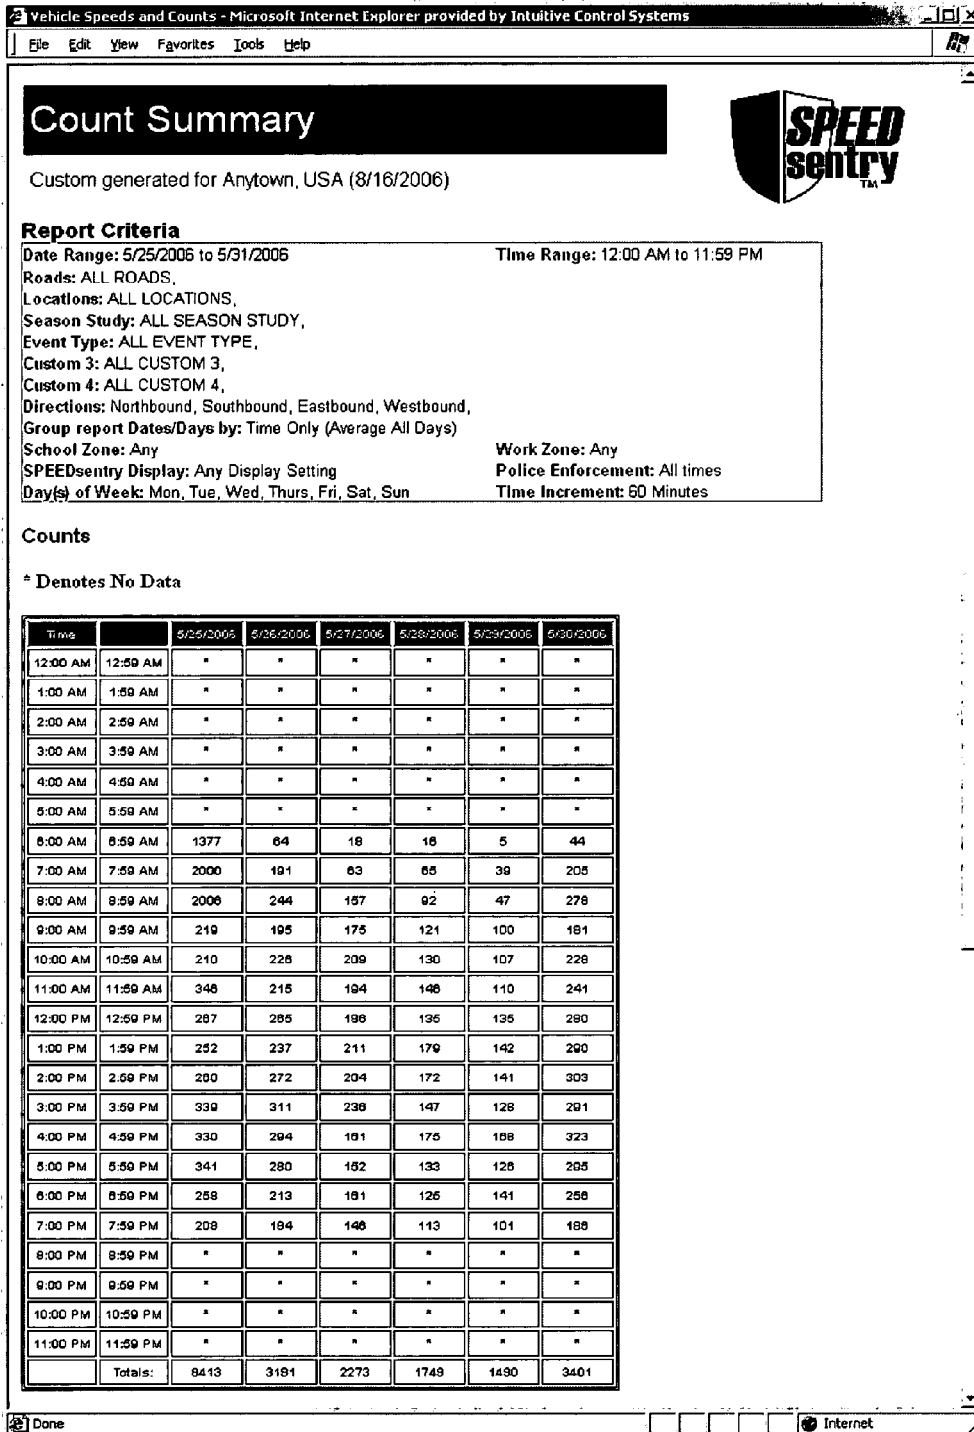 Vehicle Speeds and Counts - Microsoft Internet Explorer provided by Intuitive Control Systems
File Edit View Favorites Tools Help
Count Summary
SPEED
sentry
TM
Custom generated for Anytown, USA (8/16/2006)
Report Criteria
Date Range: 5/25/2006 to 5/31/2006 Time Range: 12:00 AM to 11:59 PM
Roads: ALL ROADS,
Locations: ALL LOCATIONS,
Season Study: ALL SEASON STUDY,
Event Type: ALL EVENT TYPE,
Custom 3: ALL CUSTOM 3,
Custom 4: ALL CUSTOM 4,
Directions: Northbound, Southbound, Eastbound, Westbound,
Group report Dates/Days by: Time Only (Average All Days)
School Zone: Any Work Zone: Any
SPEEDsentry Display: Any Display Setting Police Enforcement: All times
Day(s) of Week: Mon, Tue, Wed, Thurs, Fri, Sat, Sun Time Increment: 60 Minutes
Counts
* Denotes No Data
Time 5/25/2006 5/26/2006 5/27/2006 5/28/2006 5/29/2006 5/30/2006
12:00 AM 12:59 AM * * * * * *
1:00 AM 1:59 AM * * * * * *
2:00 AM 2:59 AM * * * * * *
3:00 AM 3:59 AM * * * * * *
4:00 AM 4:59 AM * * * * * *
5:00 AM 5:59 AM * * * * * *
6:00 AM 6:59 AM 1377 64 18 16 5 44
7:00 AM 7:59 AM 2000 191 63 65 39 205
8:00 AM 8:59 AM 2006 244 157 92 47 278
9:00 AM 9:59 AM 219 195 175 121 100 181
10:00 AM 10:59 AM 210 226 209 130 107 228
11:00 AM 11:59 AM 346 215 194 146 110 241
12:00 PM 12:59 PM 267 265 186 135 135 280
1:00 PM 1:59 PM 252 237 211 179 142 290
2:00 PM 2:59 PM 260 272 204 172 141 303
3:00 PM 3:59 PM 339 311 236 147 128 291
4:00 PM 4:59 PM 330 294 161 175 168 323
5:00 PM 5:59 PM 341 280 152 133 126 295
6:00 PM 6:59 PM 258 213 161 125 141 256
7:00 PM 7:59 PM 208 184 146 113 101 186
8:00 PM 8:59 PM * * * * * *
9:00 PM 9:59 PM * * * * * *
10:00 PM 10:59 PM * * * * * *
11:00 PM 11:59 PM * * * * * *
Totals: 8413 3191 2273 1749 1490 3401
Done Internet